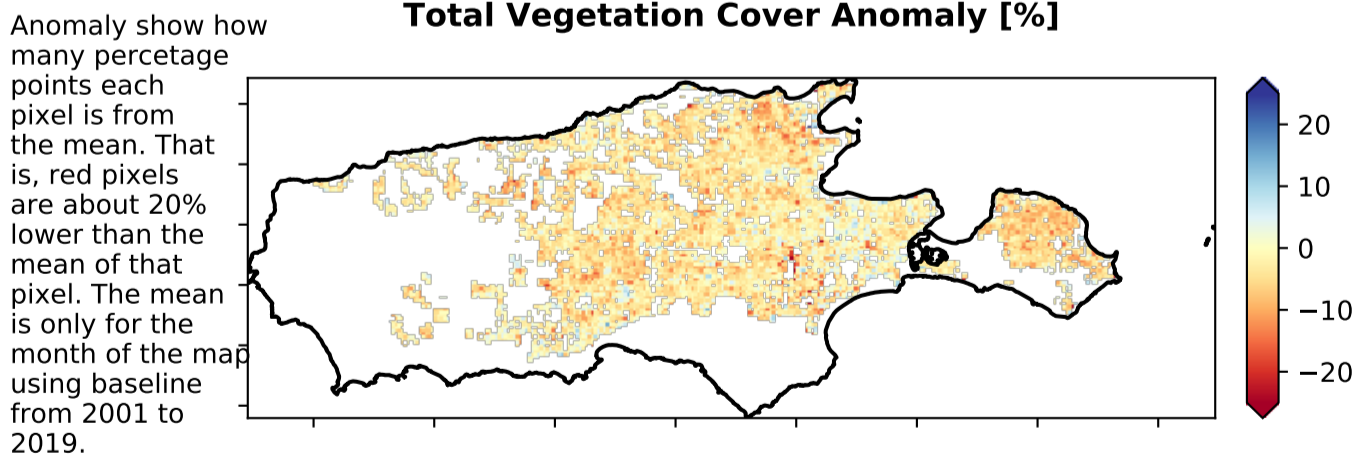 Total Vegetation Cover Anomaly [%]
Anomaly show how
many percetage
points each
pixel is from
the mean. That
is, red pixels
are about 20%
lower than the
mean of that
pixel. The mean
is only for the
month of the map
using baseline
from 2001 to
2019.
20
10
0
−10
−20